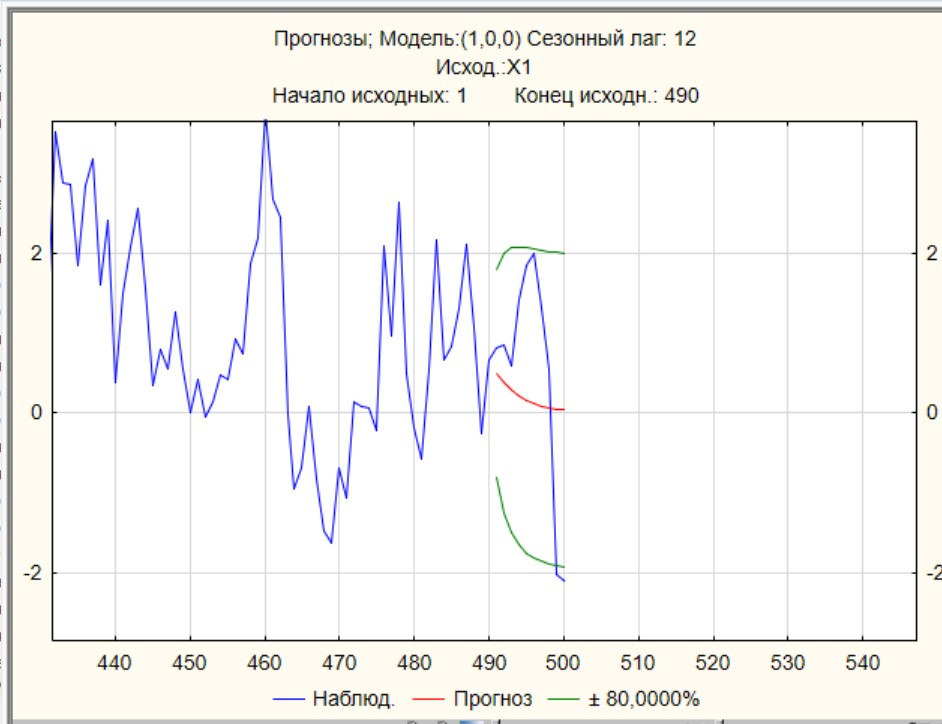 Прогнозы; Модель:(1,0,0) Сезонный лаг: 12
Исход.:X1
Начало исходных: 1 Конец исходн.: 490
2 2
0 0
-2 -2
440 450 460 470 480 490 500 510 520 530 540
Наблюд. Прогноз ± 80,0000%